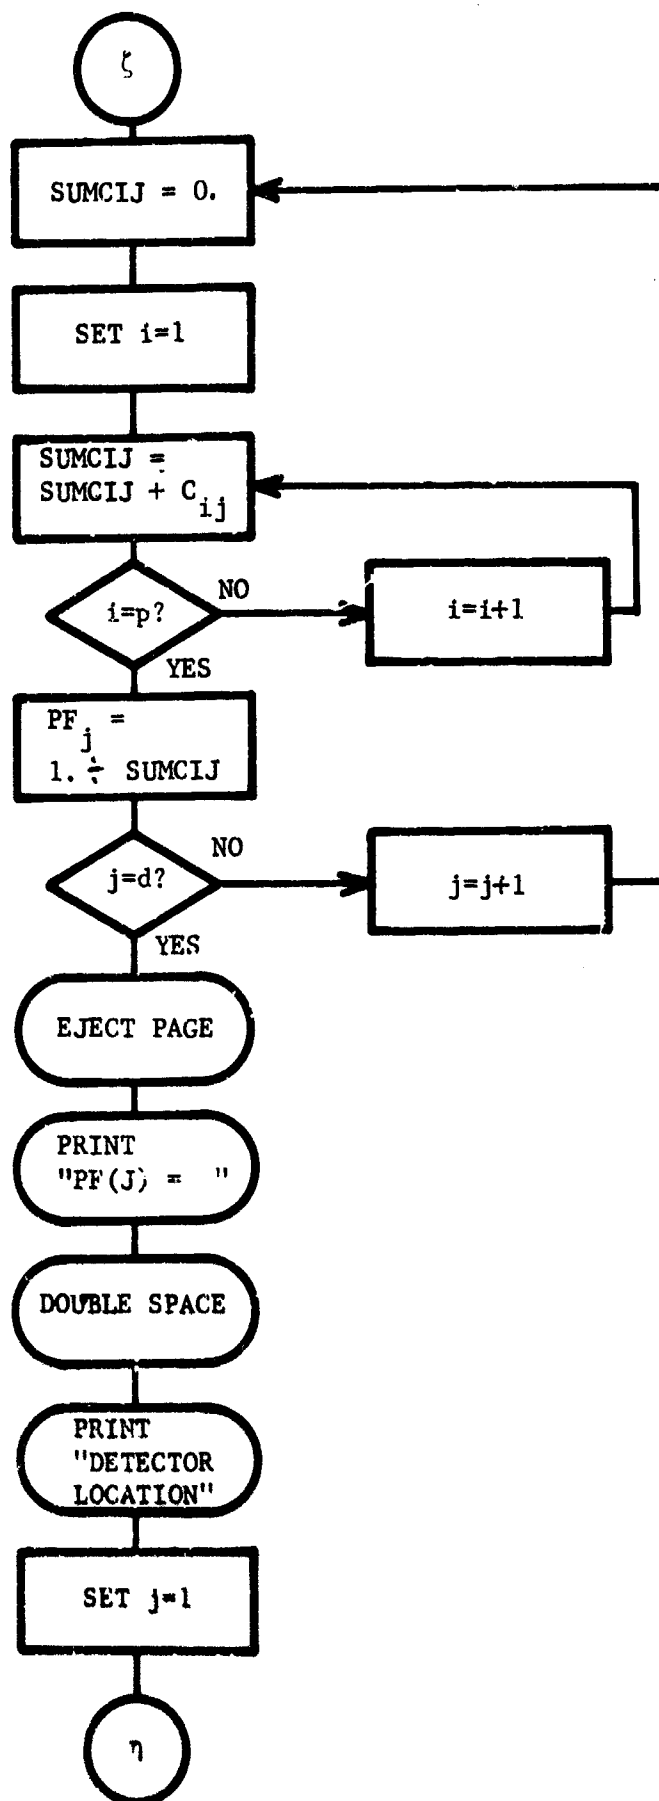 ζ
SUMCIJ = 0.
SET i=1
SUMCIJ =
SUMCIJ + C
ij
i=p?
NO
i=i+1
YES
PF
j
=
1. ÷ SUMCIJ
j=d?
NO
j=j+1
YES
EJECT PAGE
PRINT
"PF(J) =  "
DOUBLE SPACE
PRINT
"DETECTOR
LOCATION"
SET j=1
η